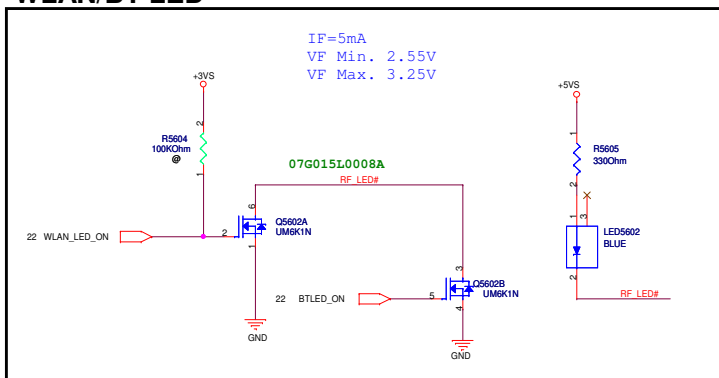 WLAN/BT LED
IF=5mA
VF Min. 2.55V
VF Max. 3.25V
+3VS
+5VS
2
R5604
100KOhm
@
1
1
R5605
330Ohm
2
07G015L0008A
RF_LED#
6
22 WLAN_LED_ON
2
Q5602A
UM6K1N
1
1
3
LED5602
BLUE
2
RF_LED#
3
22 BTLED_ON
5
Q5602B
UM6K1N
4
GND
GND